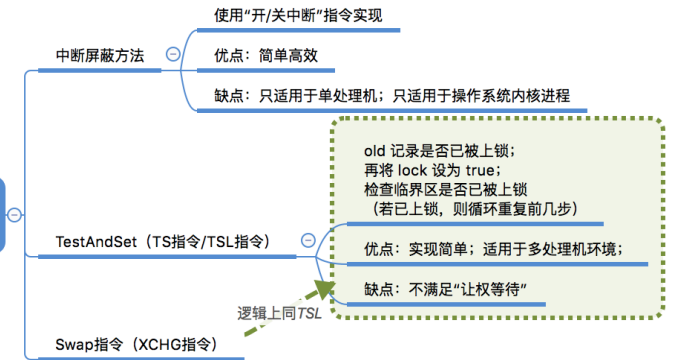 使用“开/关中断”指令实现
中断屏蔽方法
优点：简单高效
缺点：只适用于单处理机；只适用于操作系统内核进程
old 记录是否已被上锁；
再将 lock 设为 true；
检查临界区是否已被上锁
（若已上锁，则循环重复前几步）
TestAndSet（TS指令/TSL指令）
优点：实现简单；适用于多处理机环境；
缺点：不满足“让权等待”
逻辑上同TSL
Swap指令（XCHG指令）